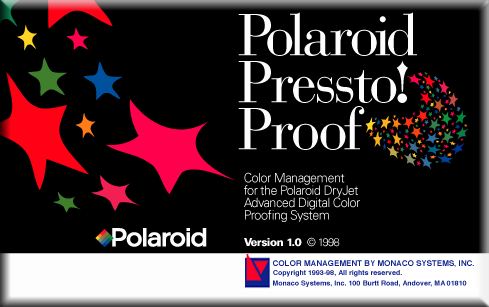 Polaroid
Pressto!
Proof
Color Management
for the Polaroid DryJet
Advanced Digital Color
Proofing System
Polaroid
Version 1.0 © 1998
COLOR MANAGEMENT BY MONACO SYSTEMS, INC.
Copyright 1993-98, All rights reserved.
Monaco Systems, Inc. 100 Burtt Road, Andover, MA 01810